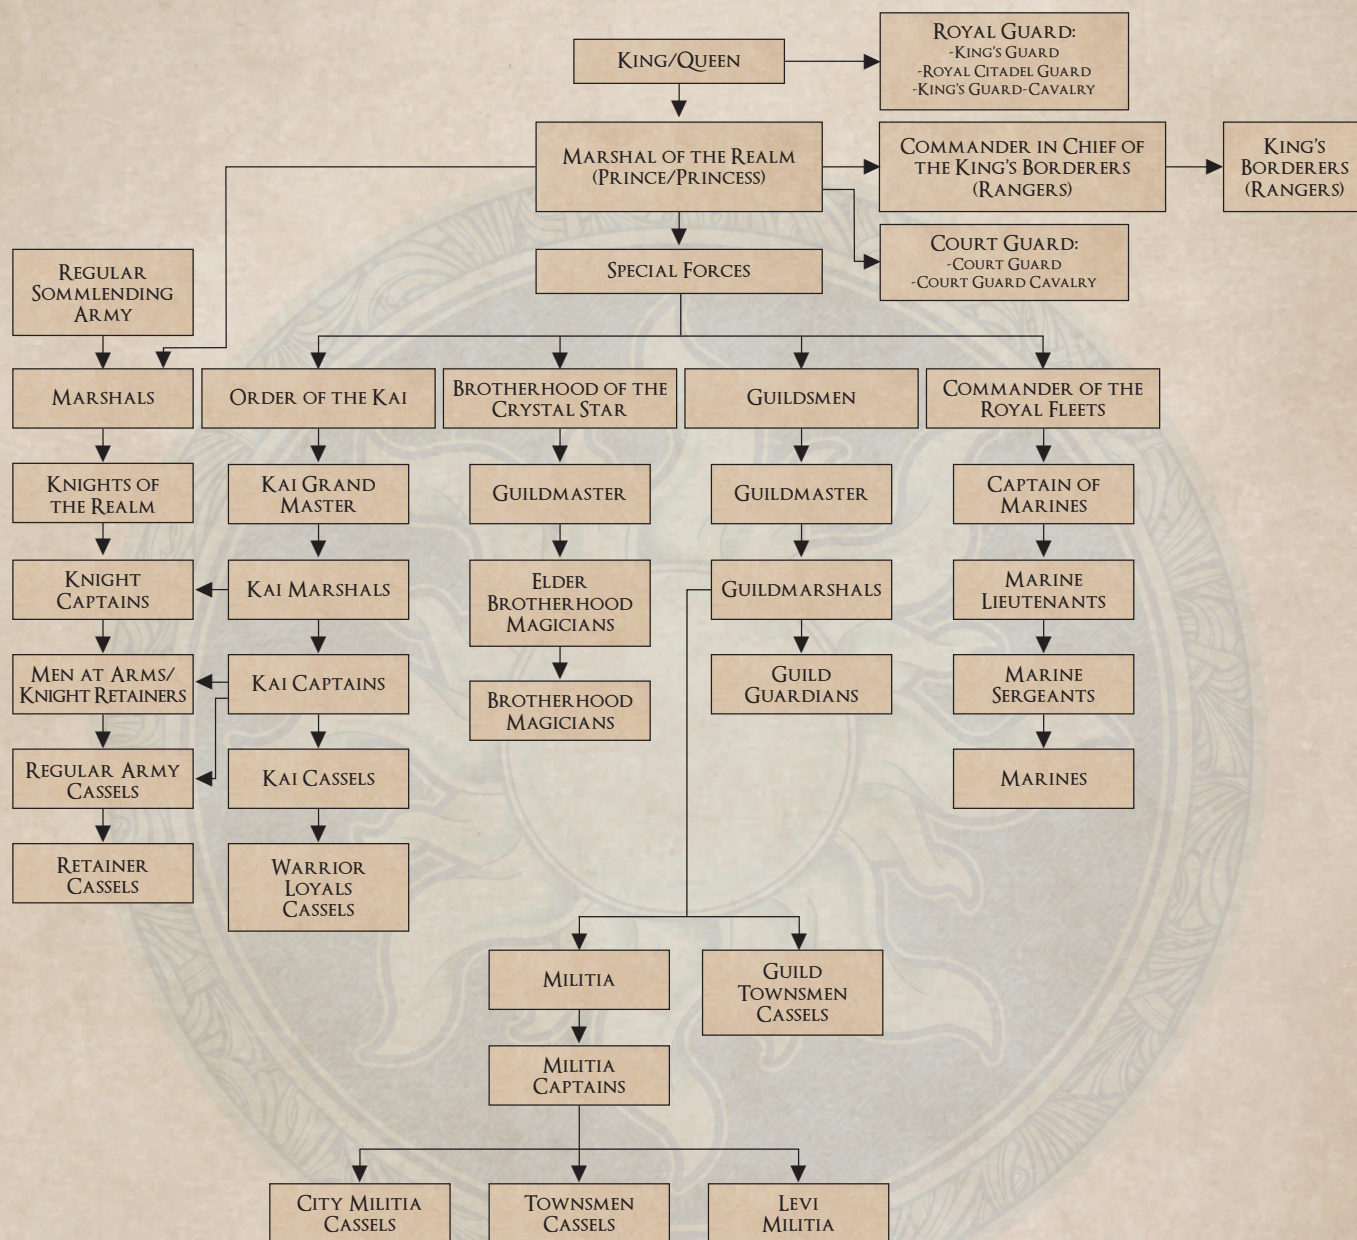 King/Queen
Royal Guard:
-King's Guard
-Royal Citadel Guard
-King's Guard-Cavalry
Marshal of the Realm
(Prince/Princess)
Commander in Chief of
the King's Borderers
(Rangers)
King's
Borderers
(Rangers)
Court Guard:
-Court Guard
-Court Guard Cavalry
Special Forces
Regular
Sommlending
Army
Marshals
Order of the Kai
Brotherhood of the
Crystal Star
Guildsmen
Commander of the
Royal Fleets
Knights of
the Realm
Kai Grand
Master
Guildmaster
Guildmaster
Captain of
Marines
Knight
Captains
Kai Marshals
Elder
Brotherhood
Magicians
Guildmarshals
Marine
Lieutenants
Men at Arms/
Knight Retainers
Kai Captains
Brotherhood
Magicians
Guild
Guardians
Marine
Sergeants
Regular Army
Cassels
Kai Cassels
Marines
Retainer
Cassels
Warrior
Loyals
Cassels
Militia
Guild
Townsmen
Cassels
Militia
Captains
City Militia
Cassels
Townsmen
Cassels
Levi
Militia